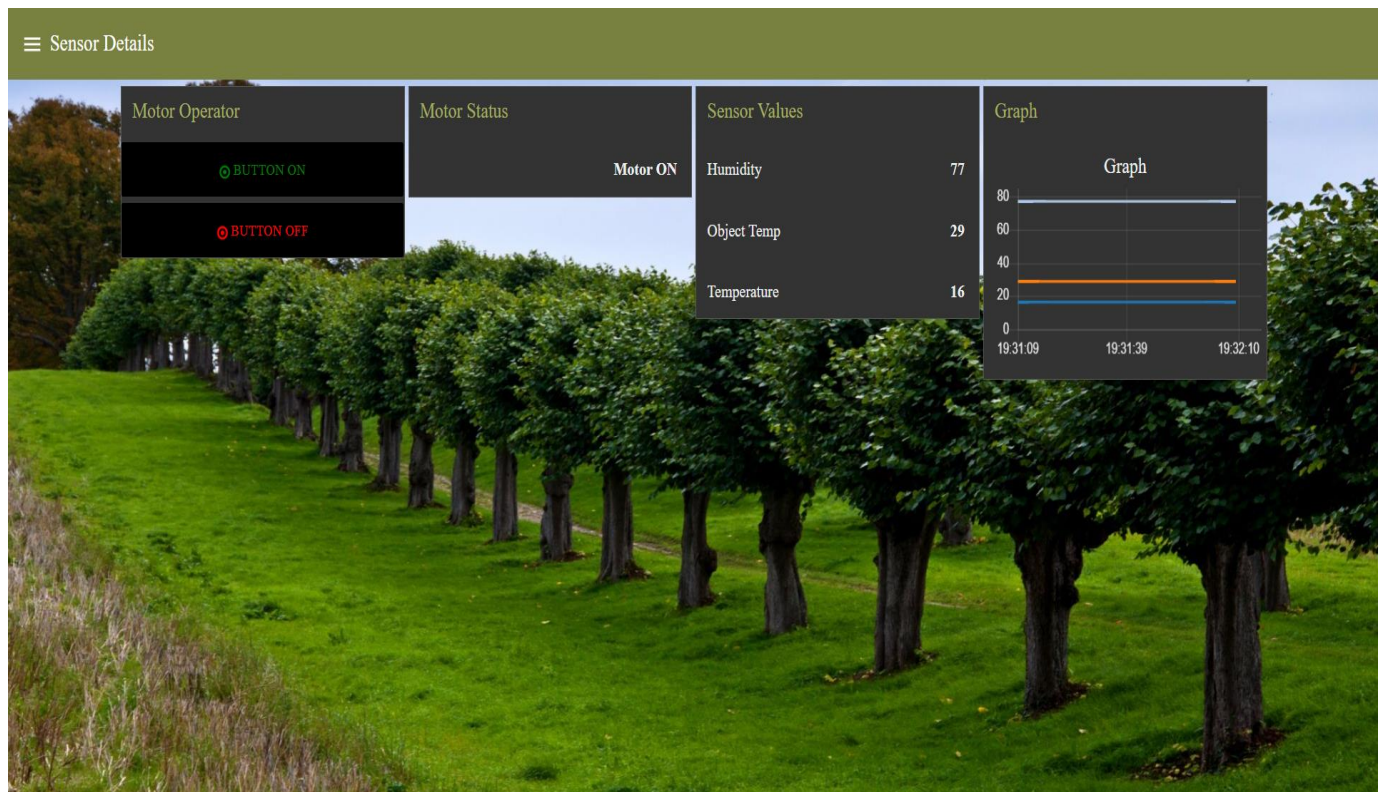 Sensor Details
Motor Operator
BUTTON ON
BUTTON OFF
Motor Status
Motor ON
Sensor Values
Humidity 77
Object Temp 29
Temperature 16
Graph
Graph
80
60
40
20
0
19:31:09 19:31:39 19:32:10